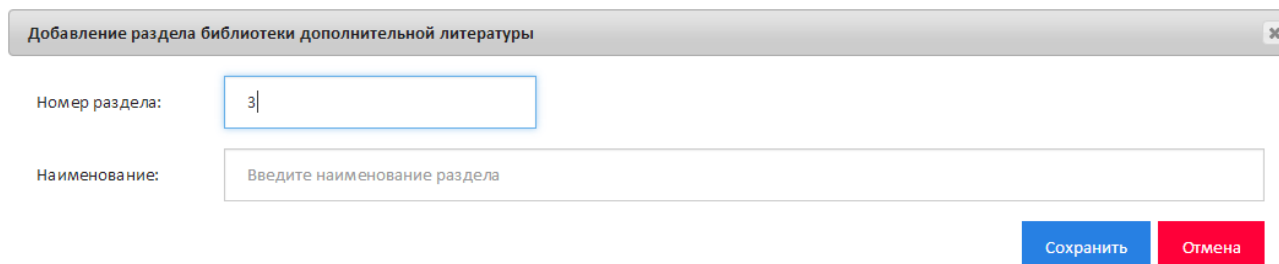 Добавление раздела библиотеки дополнительной литературы
Номер раздела: 3
Наименование: Введите наименование раздела
Сохранить Отмена